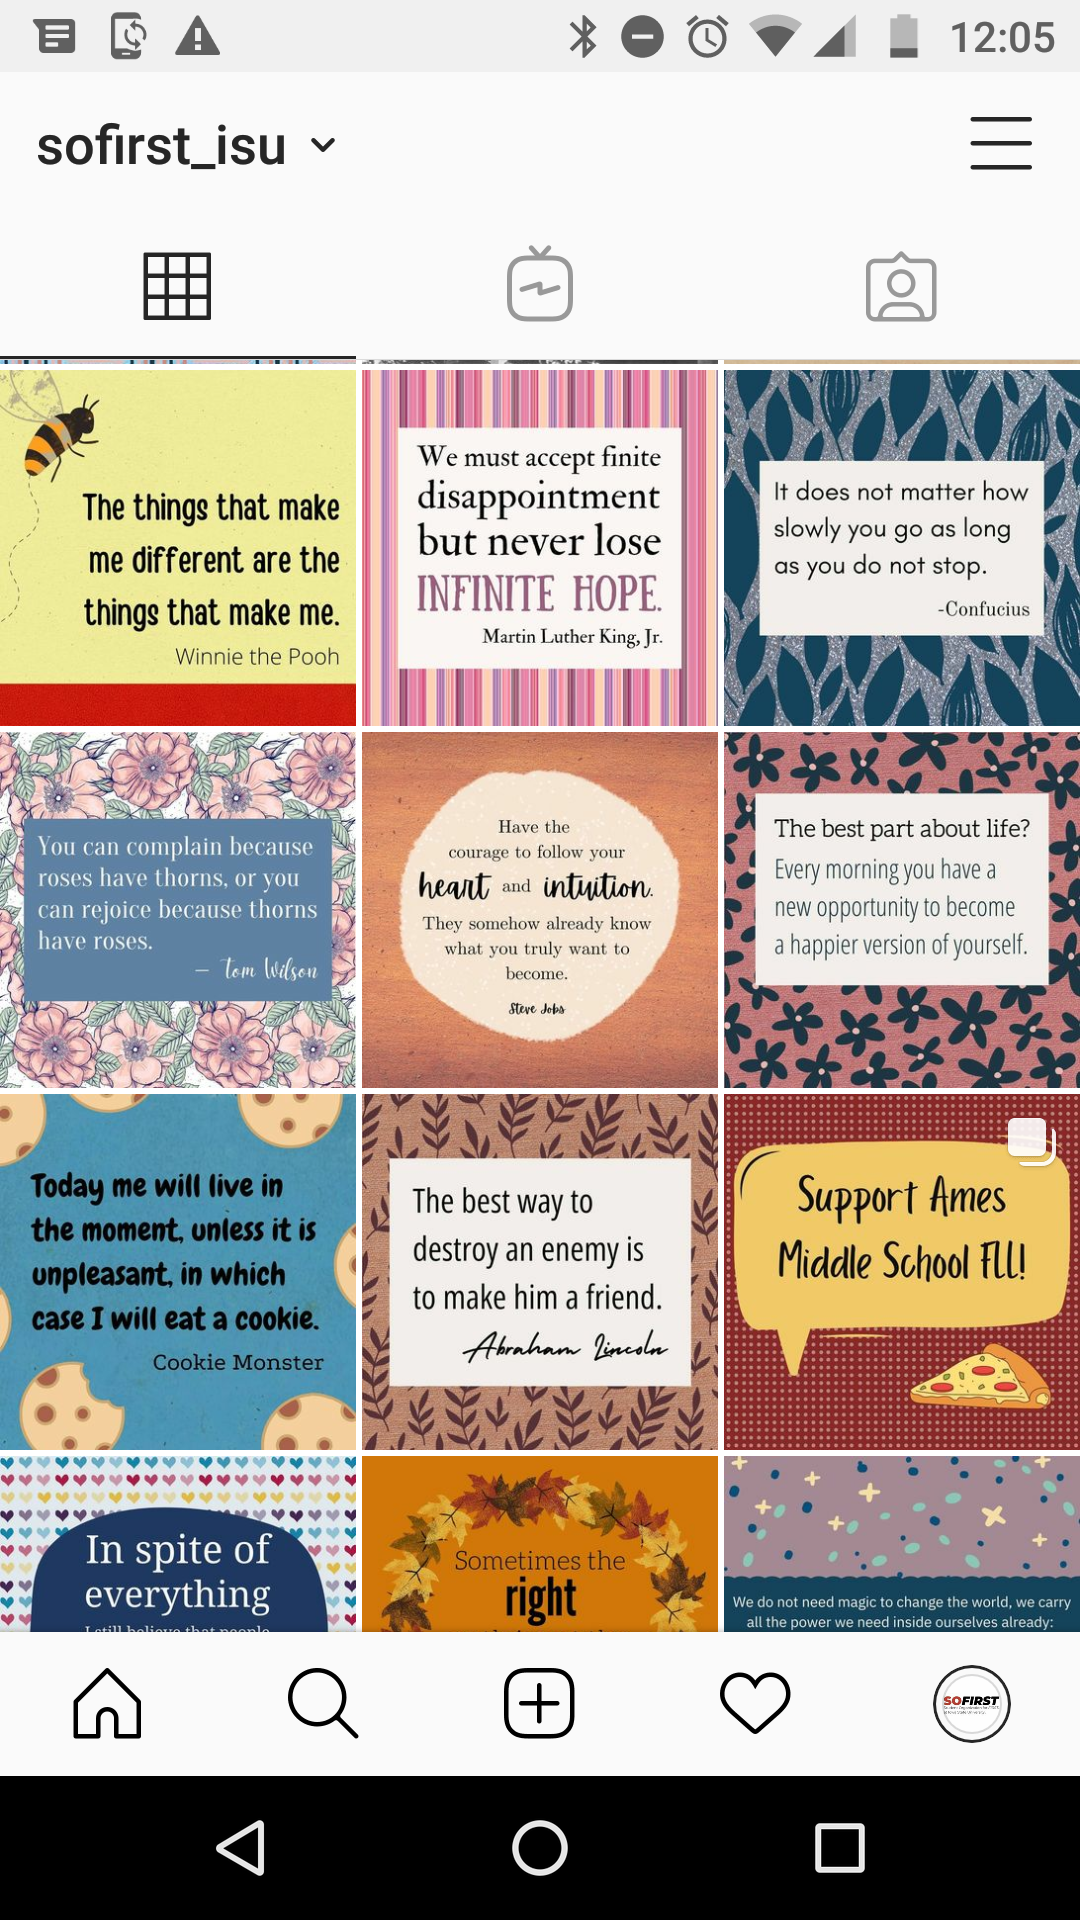 12:05
sofirst_isu
The things that make
me different are the
things that make me.
Winnie the Pooh
We must accept finite
disappointment
but never lose
INFINITE HOPE.
Martin Luther King, Jr.
It does not matter how
slowly you go as long
as you do not stop.
-Confucius
You can complain because
roses have thorns, or you
can rejoice because thorns
have roses.
— Tom Wilson
Have the
courage to follow your
heart and intuition.
They somehow already know
what you truly want to
become.
Steve Jobs
The best part about life?
Every morning you have a
new opportunity to become
a happier version of yourself.
Today me will live in
the moment, unless it is
unpleasant, in which
case I will eat a cookie.
Cookie Monster
The best way to
destroy an enemy is
to make him a friend.
Abraham Lincoln
Support Ames
Middle School FLL!
In spite of
everything
I still believe that people
Sometimes the
right
We do not need magic to change the world, we carry
all the power we need inside ourselves already:
SOFIRST